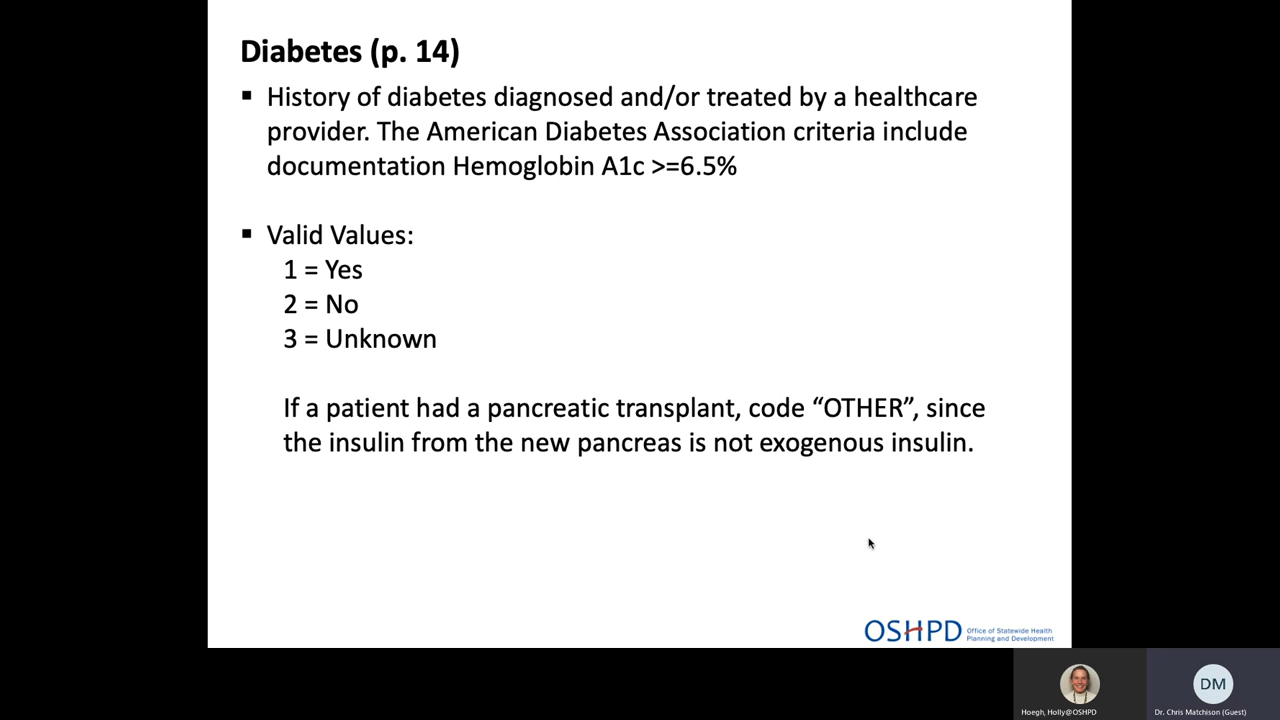 Diabetes (p. 14)
▪ History of diabetes diagnosed and/or treated by a healthcare
provider. The American Diabetes Association criteria include
documentation Hemoglobin A1c >=6.5%
▪ Valid Values:
1 = Yes
2 = No
3 = Unknown
If a patient had a pancreatic transplant, code “OTHER”, since
the insulin from the new pancreas is not exogenous insulin.
OSHPD Office of Statewide Health
Planning and Development
DM
Hoegh, Holly@OSHPD
Dr. Chris Matchison (Guest)